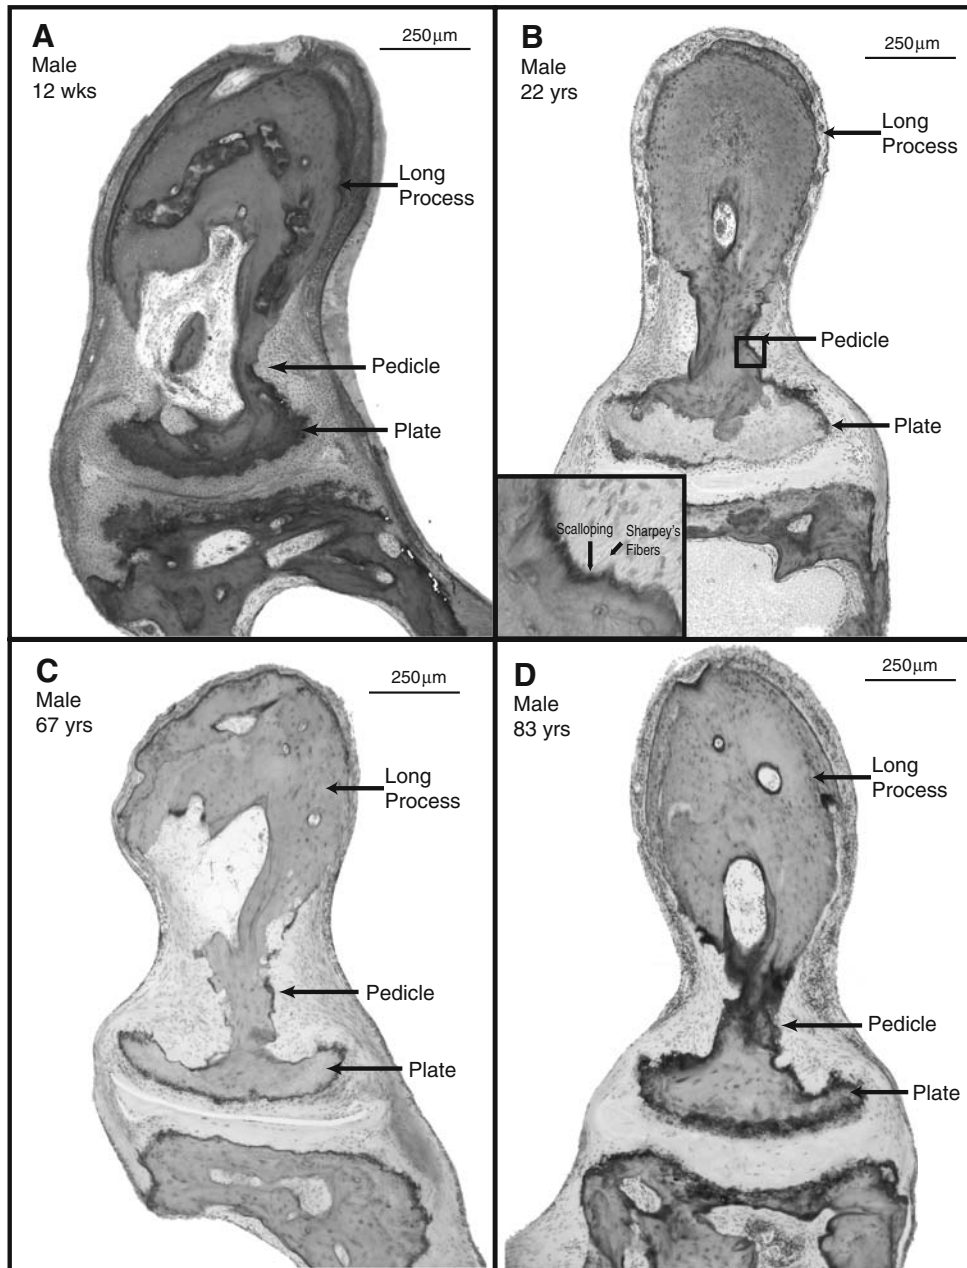 A
Male
12 wks
250µm
Long
Process
Pedicle
Plate
B
Male
22 yrs
250µm
Long
Process
Pedicle
Plate
Scalloping
Sharpey's
Fibers
C
Male
67 yrs
250µm
Long
Process
Pedicle
Plate
D
Male
83 yrs
250µm
Long
Process
Pedicle
Plate